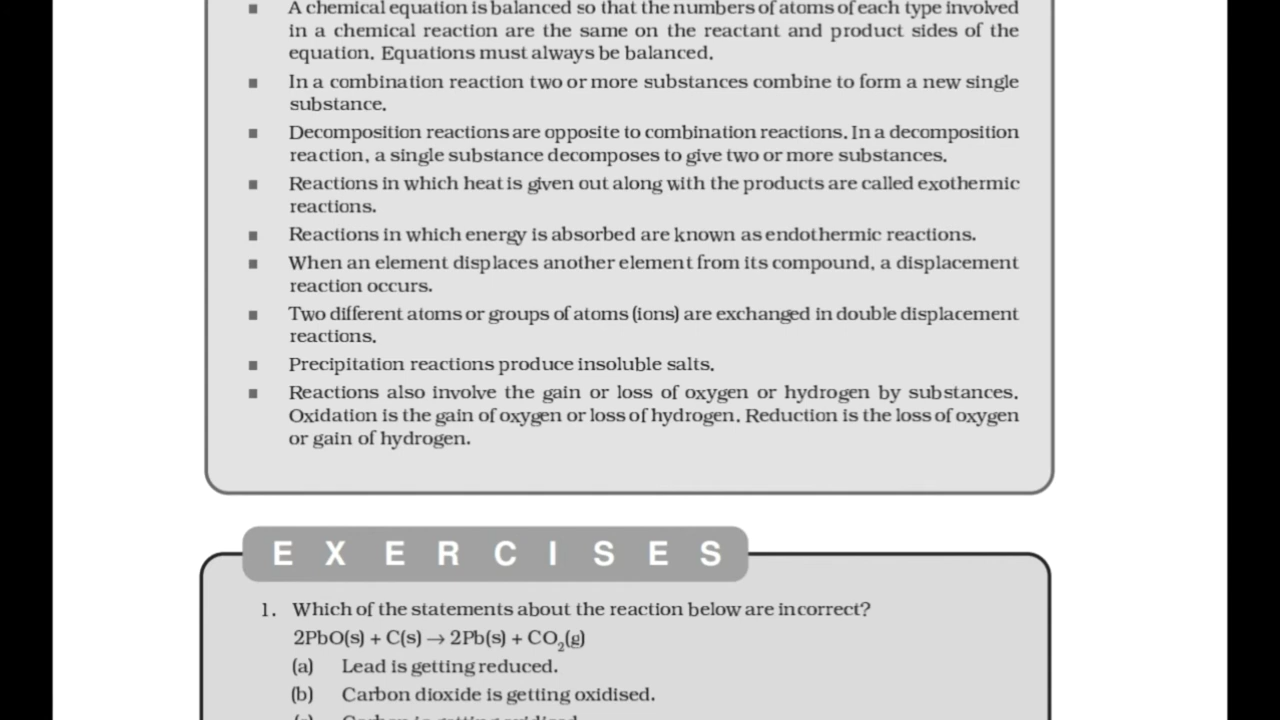 ▪ A chemical equation is balanced so that the numbers of atoms of each type involved
in a chemical reaction are the same on the reactant and product sides of the
equation. Equations must always be balanced.
▪ In a combination reaction two or more substances combine to form a new single
substance.
▪ Decomposition reactions are opposite to combination reactions. In a decomposition
reaction, a single substance decomposes to give two or more substances.
▪ Reactions in which heat is given out along with the products are called exothermic
reactions.
▪ Reactions in which energy is absorbed are known as endothermic reactions.
▪ When an element displaces another element from its compound, a displacement
reaction occurs.
▪ Two different atoms or groups of atoms (ions) are exchanged in double displacement
reactions.
▪ Precipitation reactions produce insoluble salts.
▪ Reactions also involve the gain or loss of oxygen or hydrogen by substances.
Oxidation is the gain of oxygen or loss of hydrogen. Reduction is the loss of oxygen
or gain of hydrogen.
EXERCISES
1. Which of the statements about the reaction below are incorrect?
2PbO(s) + C(s) → 2Pb(s) + CO₂(g)
(a) Lead is getting reduced.
(b) Carbon dioxide is getting oxidised.